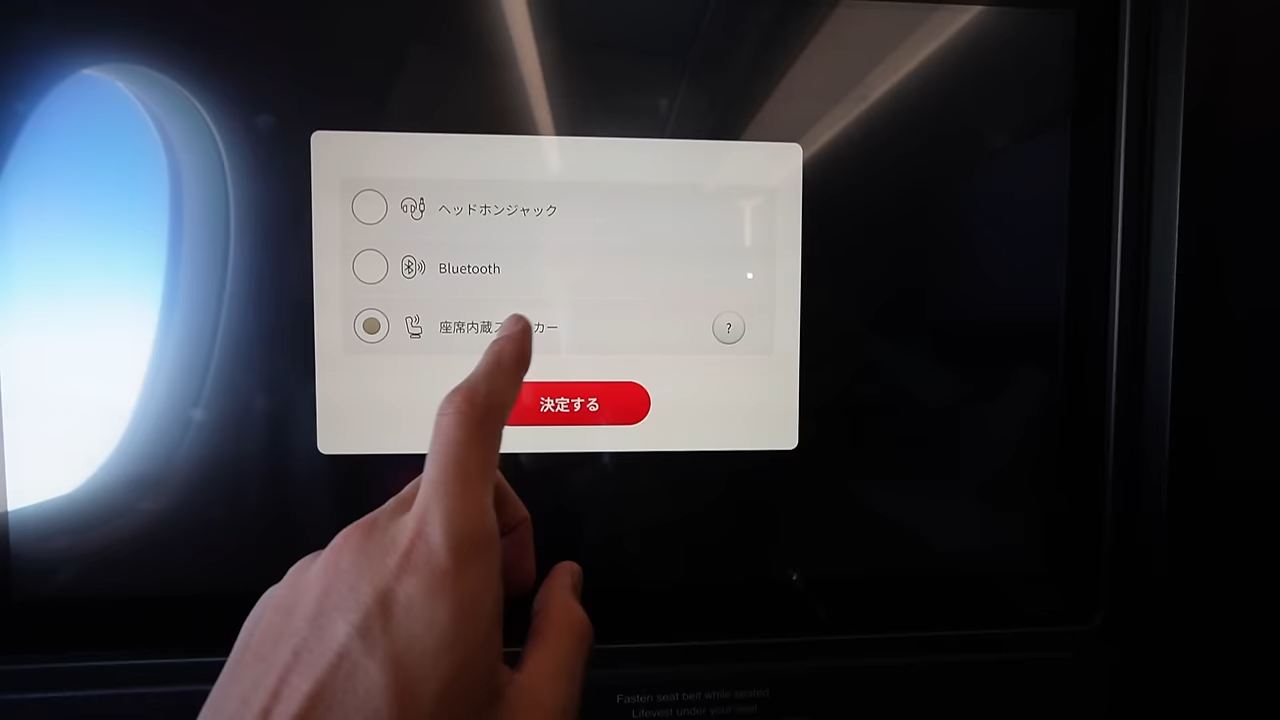 ヘッドホンジャック
Bluetooth
座席内蔵スカー
?
決定する
Fasten seat belt while seated
Lifevest under your seat